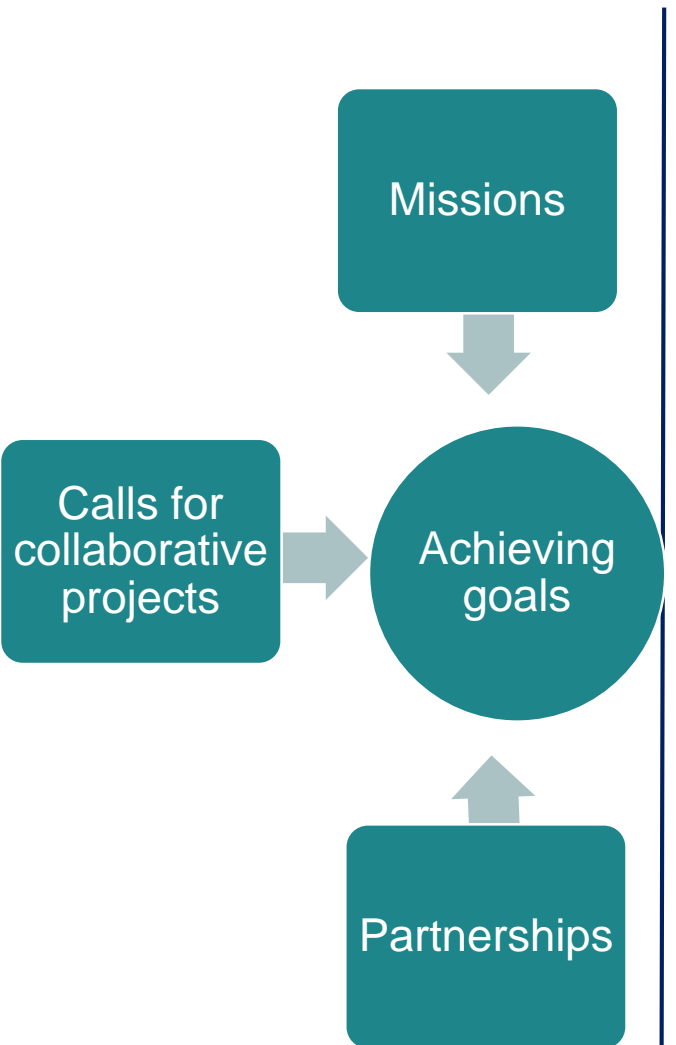 Missions
Calls for
collaborative
projects
Achieving
goals
Partnerships